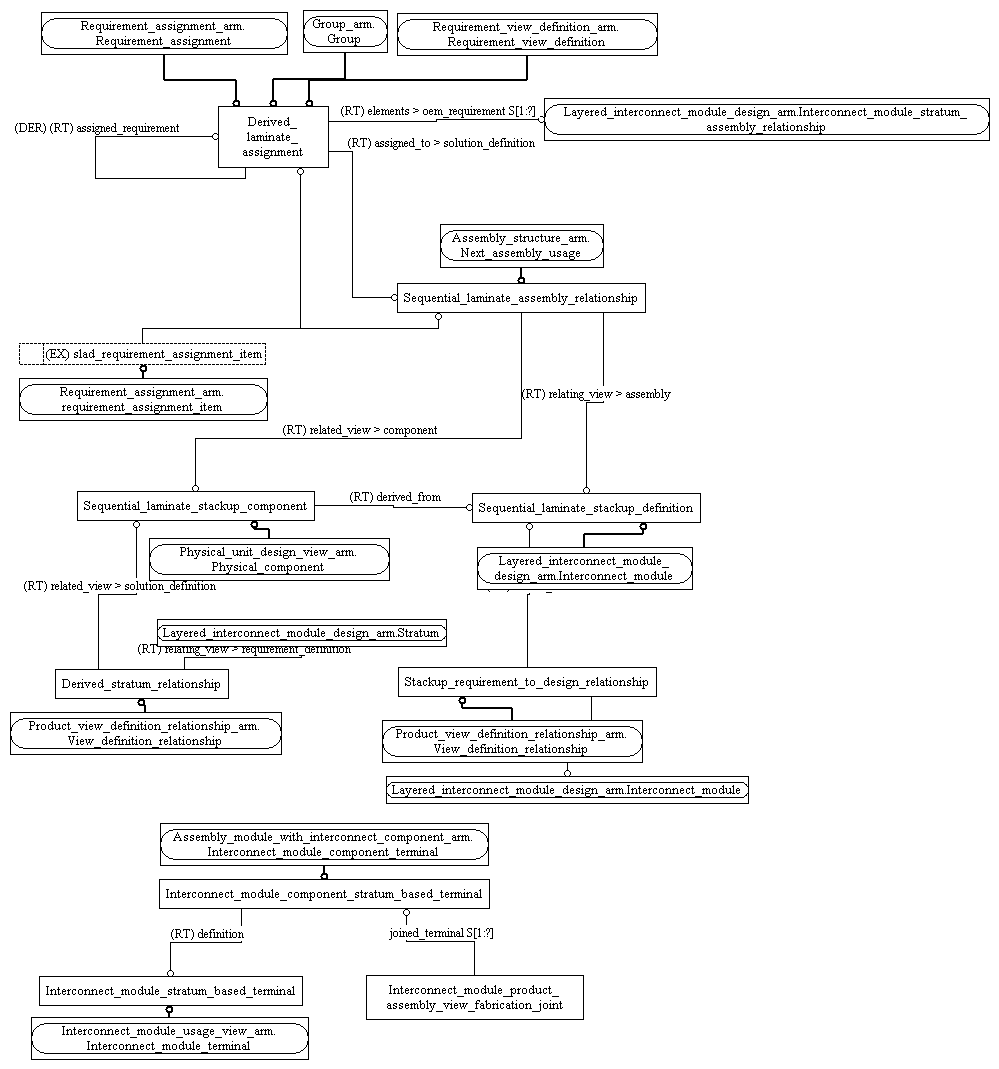 Requirement_assignment_arm.
Requirement_assignment
Group_arm.
Group
Requirement_view_definition_arm.
Requirement_view_definition
(DER) (RT) assigned_requirement
Derived_
laminate_
assignment
(RT) elements > oem_requirement S[1:?]
Layered_interconnect_module_design_arm.Interconnect_module_stratum_
assembly_relationship
(RT) assigned_to > solution_definition
Assembly_structure_arm.
Next_assembly_usage
Sequential_laminate_assembly_relationship
(EX) slad_requirement_assignment_item
Requirement_assignment_arm.
requirement_assignment_item
(RT) relating_view > assembly
(RT) related_view > component
Sequential_laminate_stackup_component
(RT) derived_from
Sequential_laminate_stackup_definition
Physical_unit_design_view_arm.
Physical_component
Layered_interconnect_module_
design_arm.Interconnect_module
(RT) related_view > solution_definition
Layered_interconnect_module_design_arm.Stratum
(RT) relating_view > requirement_definition
Derived_stratum_relationship
Stackup_requirement_to_design_relationship
Product_view_definition_relationship_arm.
View_definition_relationship
Product_view_definition_relationship_arm.
View_definition_relationship
Layered_interconnect_module_design_arm.Interconnect_module
Assembly_module_with_interconnect_component_arm.
Interconnect_module_component_terminal
Interconnect_module_component_stratum_based_terminal
(RT) definition
joined_terminal S[1:?]
Interconnect_module_stratum_based_terminal
Interconnect_module_product_
assembly_view_fabrication_joint
Interconnect_module_usage_view_arm.
Interconnect_module_terminal